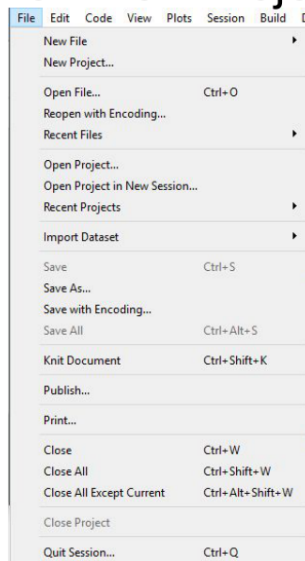 File Edit Code View Plots Session Build
New File
New Project...
Open File... Ctrl+O
Reopen with Encoding...
Recent Files
Open Project...
Open Project in New Session...
Recent Projects
Import Dataset
Save Ctrl+S
Save As...
Save with Encoding...
Save All Ctrl+Alt+S
Knit Document Ctrl+Shift+K
Publish...
Print...
Close Ctrl+W
Close All Ctrl+Shift+W
Close All Except Current Ctrl+Alt+Shift+W
Close Project
Quit Session... Ctrl+Q